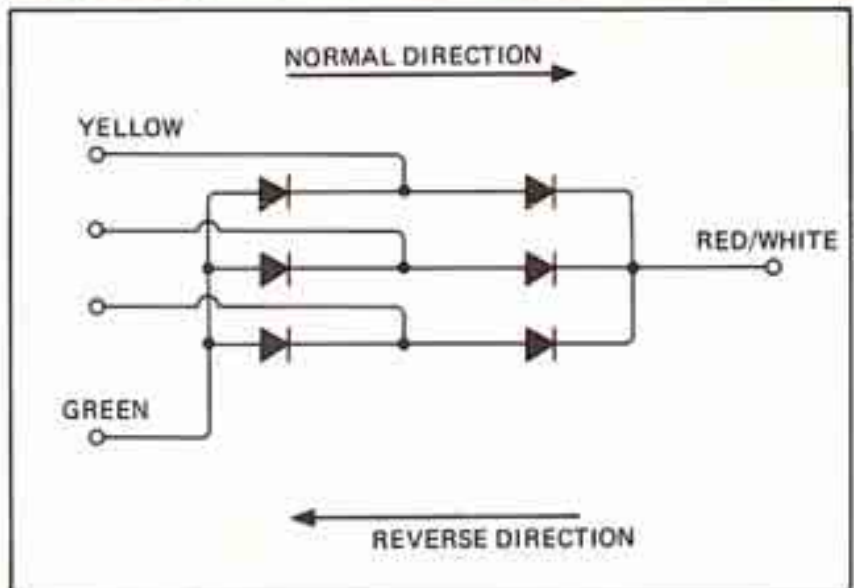 NORMAL DIRECTION
YELLOW
RED/WHITE
GREEN
REVERSE DIRECTION